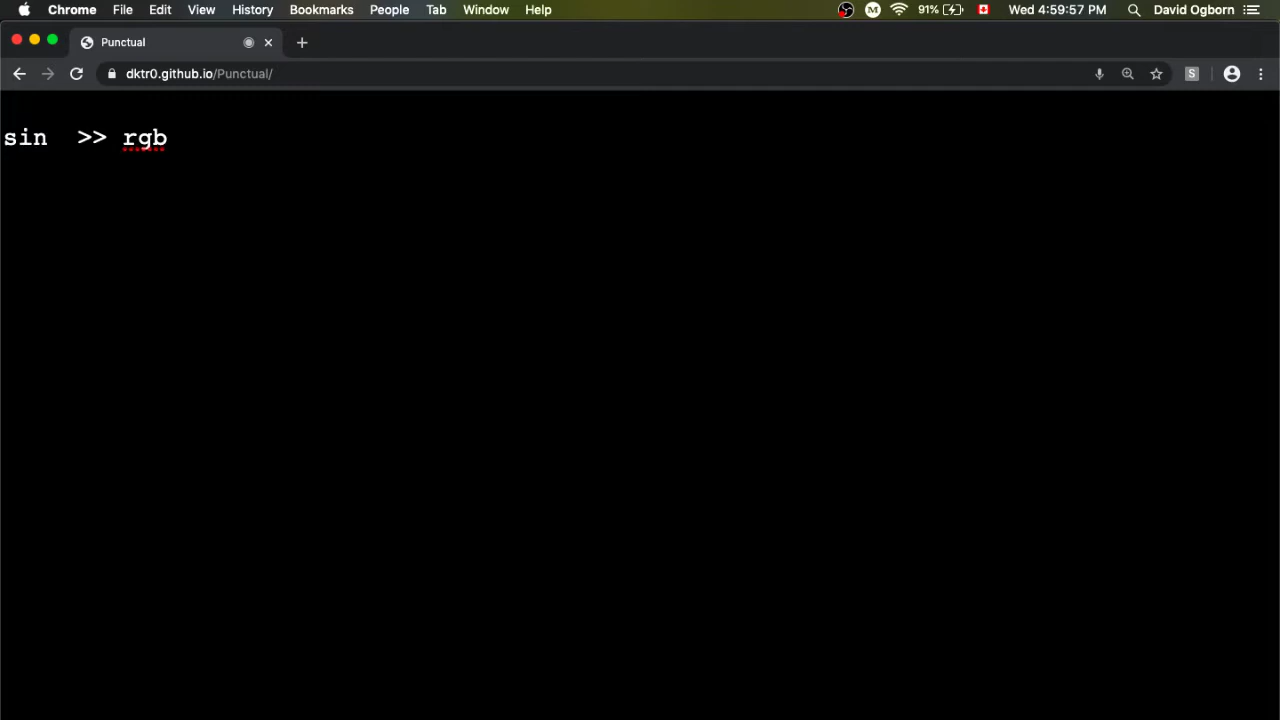 Chrome File Edit View History Bookmarks People Tab Window Help M 91% Wed 4:59:57 PM David Ogborn
Punctual
dktr0.github.io/Punctual/ S
sin >> rgb